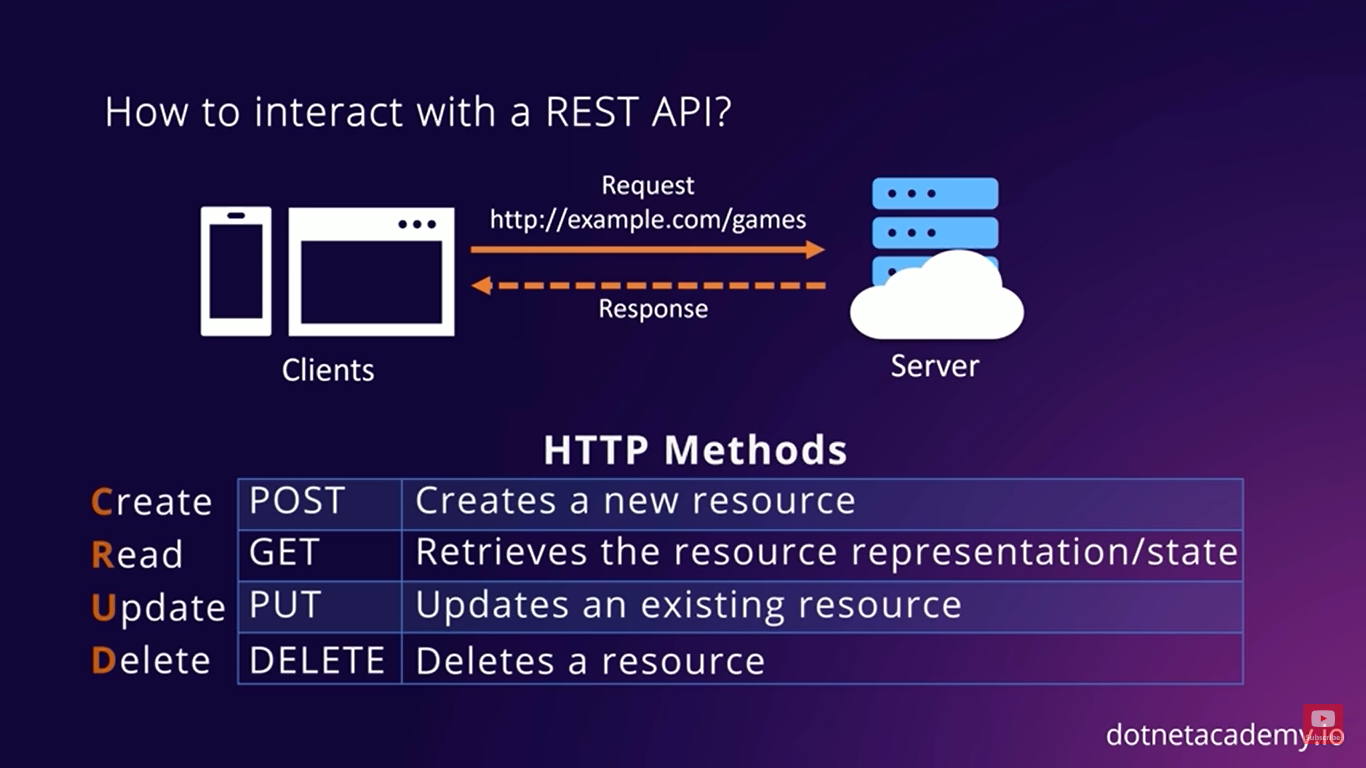 How to interact with a REST API?
Request
http://example.com/games
Response
Clients
Server
HTTP Methods
Create POST Creates a new resource
Read GET Retrieves the resource representation/state
Update PUT Updates an existing resource
Delete DELETE Deletes a resource
dotnetacademy.io
Subscribe